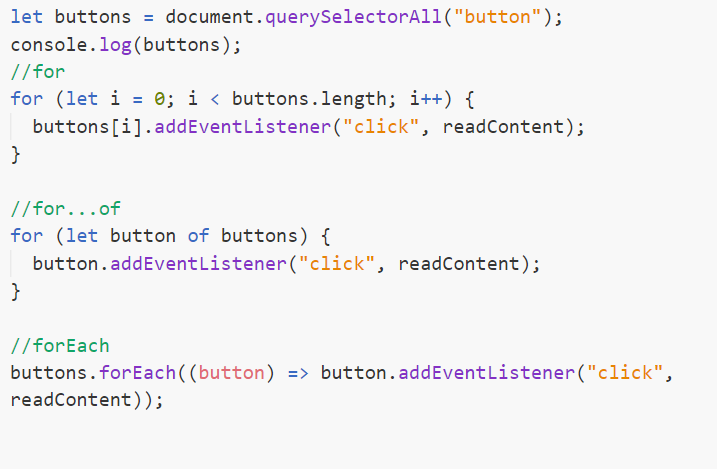 let buttons = document.querySelectorAll("button");
console.log(buttons);
//for
for (let i = 0; i < buttons.length; i++) {
  buttons[i].addEventListener("click", readContent);
}

//for...of
for (let button of buttons) {
  button.addEventListener("click", readContent);
}

//forEach
buttons.forEach((button) => button.addEventListener("click",
readContent));